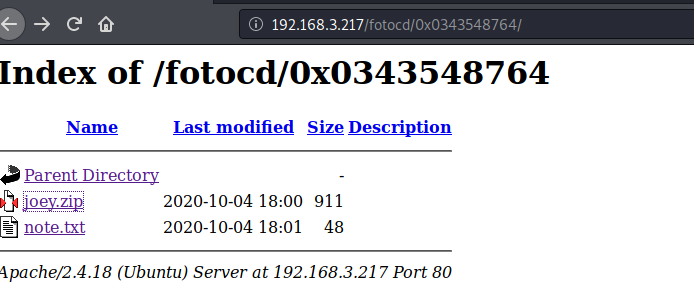 192.168.3.217/fotocd/0x0343548764/
Index of /fotocd/0x0343548764
Name Last modified Size Description
Parent Directory -
joey.zip 2020-10-04 18:00 911
note.txt 2020-10-04 18:01 48
Apache/2.4.18 (Ubuntu) Server at 192.168.3.217 Port 80